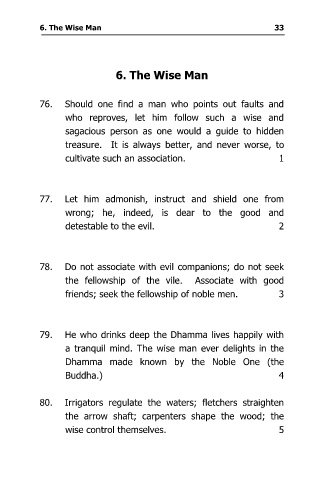 6. The Wise Man 33
6. The Wise Man
76. Should one find a man who points out faults and
who reproves, let him follow such a wise and
sagacious person as one would a guide to hidden
treasure. It is always better, and never worse, to
cultivate such an association. 1
77. Let him admonish, instruct and shield one from
wrong; he, indeed, is dear to the good and
detestable to the evil. 2
78. Do not associate with evil companions; do not seek
the fellowship of the vile. Associate with good
friends; seek the fellowship of noble men. 3
79. He who drinks deep the Dhamma lives happily with
a tranquil mind. The wise man ever delights in the
Dhamma made known by the Noble One (the
Buddha.) 4
80. Irrigators regulate the waters; fletchers straighten
the arrow shaft; carpenters shape the wood; the
wise control themselves. 5